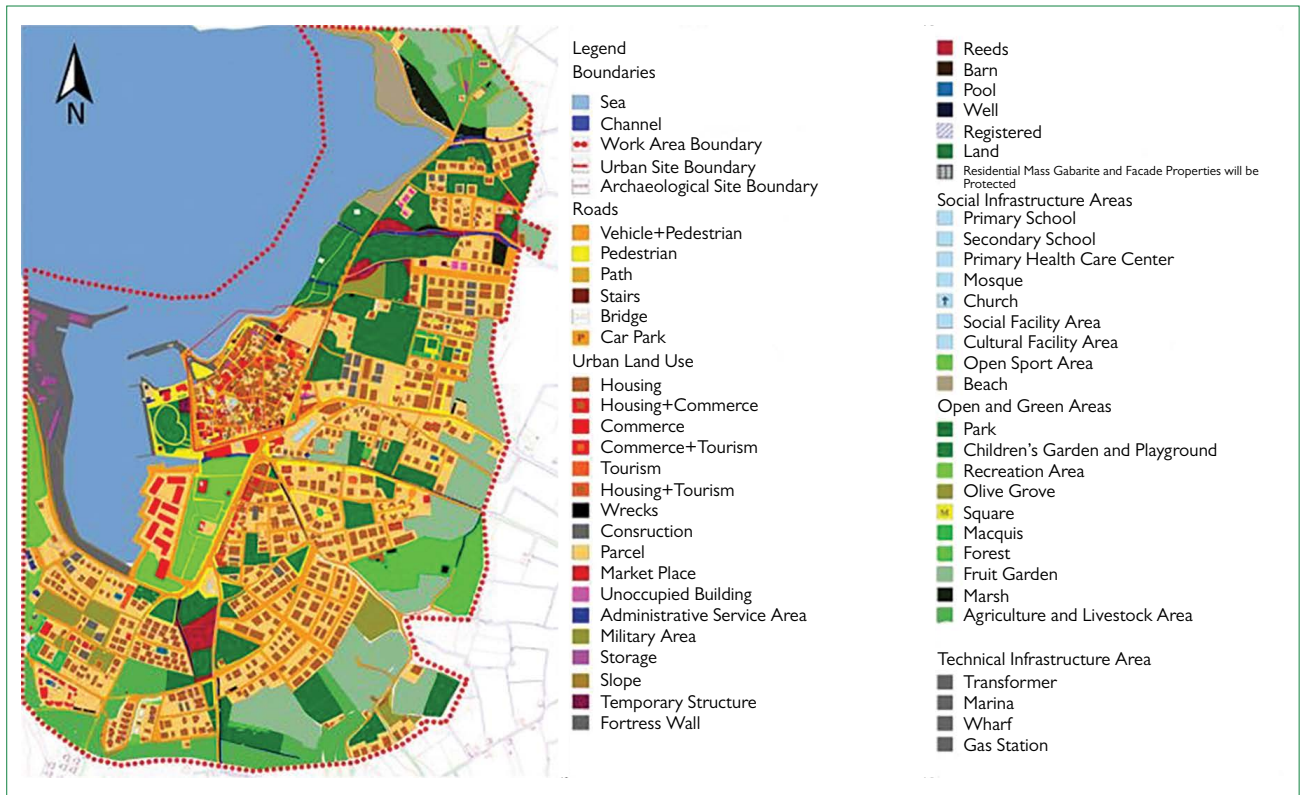 N
Legend
Boundaries
Sea
Channel
Work Area Boundary
Urban Site Boundary
Archaeological Site Boundary
Roads
Vehicle+Pedestrian
Pedestrian
Path
Stairs
Bridge
P Car Park
Urban Land Use
Housing
Housing+Commerce
Commerce
Commerce+Tourism
Tourism
Housing+Tourism
Wrecks
Consruction
Parcel
Market Place
Unoccupied Building
Administrative Service Area
Military Area
Storage
Slope
Temporary Structure
Fortress Wall
Reeds
Barn
Pool
Well
Registered
Land
Residential Mass Gabarite and Facade Properties will be
Protected
Social Infrastructure Areas
Primary School
Secondary School
Primary Health Care Center
Mosque
Church
Social Facility Area
Cultural Facility Area
Open Sport Area
Beach
Open and Green Areas
Park
Children's Garden and Playground
Recreation Area
Olive Grove
M Square
Macquis
Forest
Fruit Garden
Marsh
Agriculture and Livestock Area
Technical Infrastructure Area
Transformer
Marina
Wharf
Gas Station